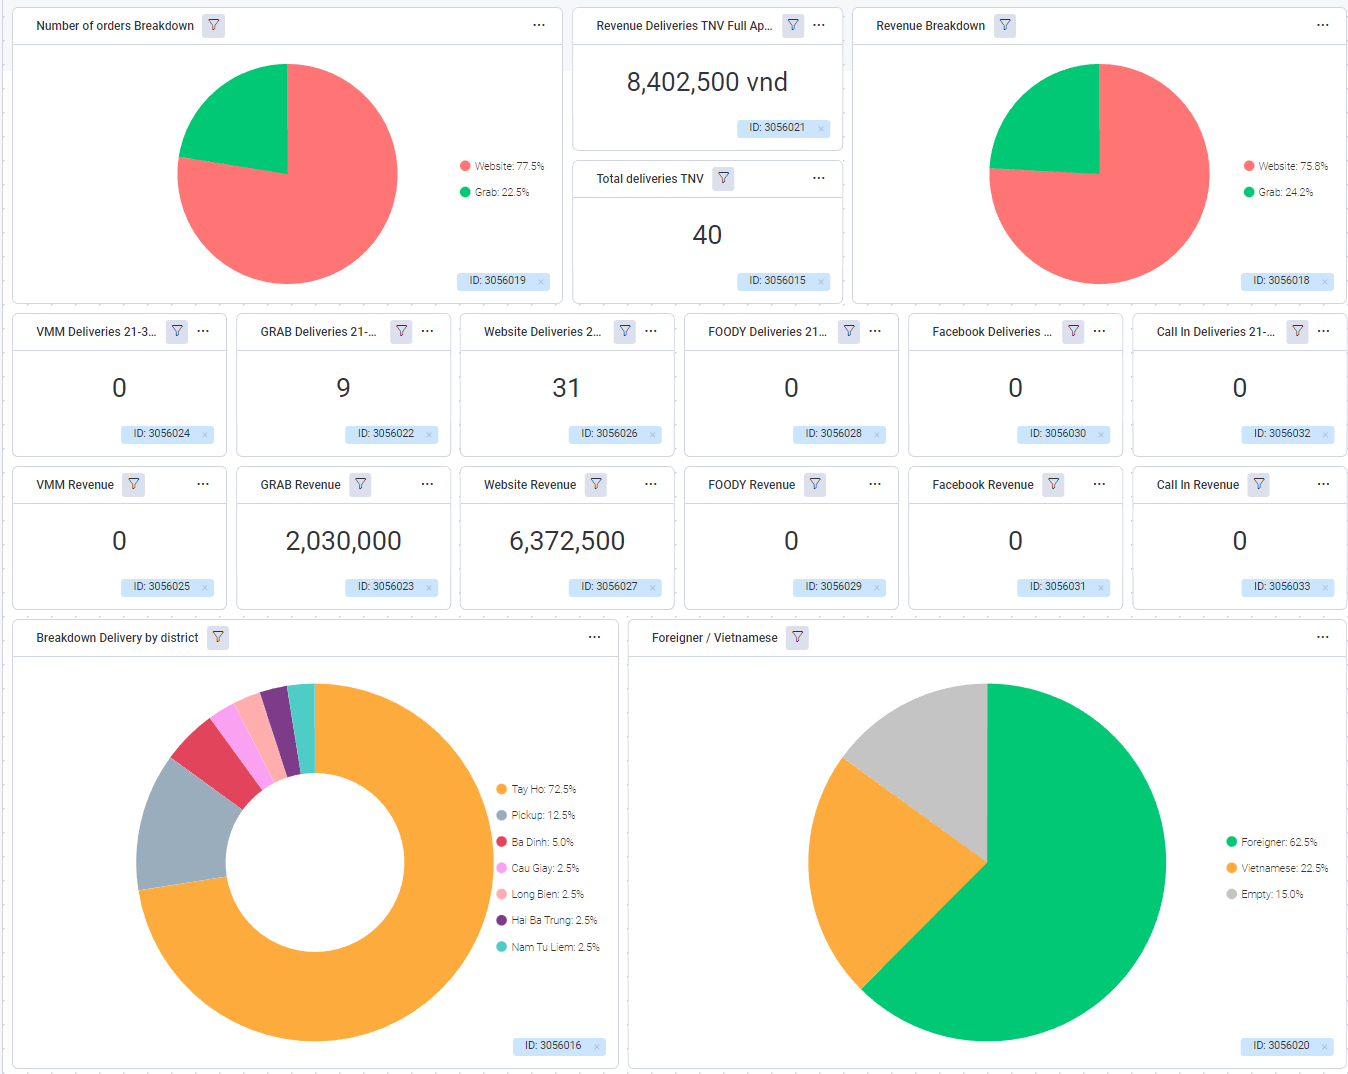 Number of orders Breakdown
Website: 77.5%
Grab: 22.5%
ID: 3056019
Revenue Deliveries TNV Full Ap...
8,402,500 vnd
ID: 3056021
Total deliveries TNV
40
ID: 3056015
Revenue Breakdown
Website: 75.8%
Grab: 24.2%
ID: 3056018
VMM Deliveries 21-3...
0
ID: 3056024
GRAB Deliveries 21-...
9
ID: 3056022
Website Deliveries 2...
31
ID: 3056026
FOODY Deliveries 21...
0
ID: 3056028
Facebook Deliveries ...
0
ID: 3056030
Call In Deliveries 21-...
0
ID: 3056032
VMM Revenue
0
ID: 3056025
GRAB Revenue
2,030,000
ID: 3056023
Website Revenue
6,372,500
ID: 3056027
FOODY Revenue
0
ID: 3056029
Facebook Revenue
0
ID: 3056031
Call In Revenue
0
ID: 3056033
Breakdown Delivery by district
Tay Ho: 72.5%
Pickup: 12.5%
Ba Dinh: 5.0%
Cau Giay: 2.5%
Long Bien: 2.5%
Hai Ba Trung: 2.5%
Nam Tu Liem: 2.5%
ID: 3056016
Foreigner / Vietnamese
Foreigner: 62.5%
Vietnamese: 22.5%
Empty: 15.0%
ID: 3056020